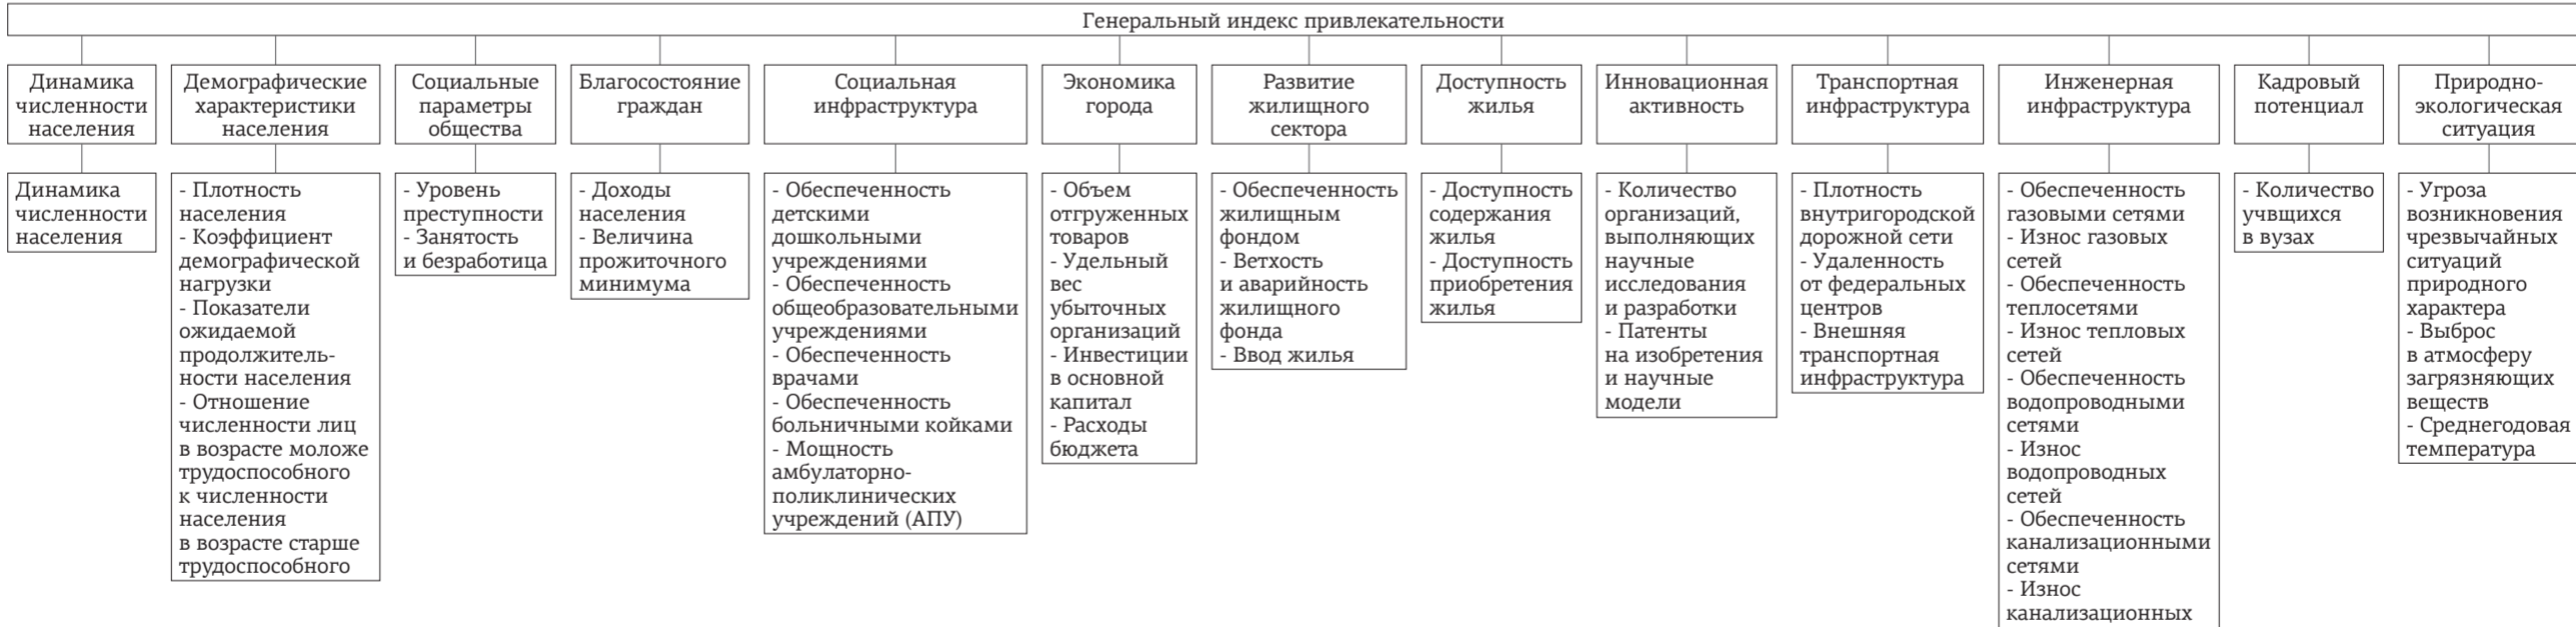 Генеральный индекс привлекательности
Динамика
численности
населения
Демографические
характеристики
населения
Социальные
параметры
общества
Благосостояние
граждан
Социальная
инфраструктура
Экономика
города
Развитие
жилищного
сектора
Доступность
жилья
Инновационная
активность
Транспортная
инфраструктура
Инженерная
инфраструктура
Кадровый
потенциал
Природно-
экологическая
ситуация
Динамика
численности
населения
- Плотность
населения
- Коэффициент
демографической
нагрузки
- Показатели
ожидаемой
продолжитель-
ности населения
- Отношение
численности лиц
в возрасте моложе
трудоспособного
к численности
населения
в возрасте старше
трудоспособного
- Уровень
преступности
- Занятость
и безработица
- Доходы
населения
- Величина
прожиточного
минимума
- Обеспеченность
детскими
дошкольными
учреждениями
- Обеспеченность
общеобразовательными
учреждениями
- Обеспеченность
врачами
- Обеспеченность
больничными койками
- Мощность
амбулаторно-
поликлинических
учреждений (АПУ)
- Объем
отгруженных
товаров
- Удельный
вес
убыточных
организаций
- Инвестиции
в основной
капитал
- Расходы
бюджета
- Обеспеченность
жилищным
фондом
- Ветхость
и аварийность
жилищного
фонда
- Ввод жилья
- Доступность
содержания
жилья
- Доступность
приобретения
жилья
- Количество
организаций,
выполняющих
научные
исследования
и разработки
- Патенты
на изобретения
и научные
модели
- Плотность
внутригородской
дорожной сети
- Удаленность
от федеральных
центров
- Внешняя
транспортная
инфраструктура
- Обеспеченность
газовыми сетями
- Износ газовых
сетей
- Обеспеченность
теплосетями
- Износ тепловых
сетей
- Обеспеченность
водопроводными
сетями
- Износ
водопроводных
сетей
- Обеспеченность
канализационными
сетями
- Износ
канализационных
- Количество
учвщихся
в вузах
- Угроза
возникновения
чрезвычайных
ситуаций
природного
характера
- Выброс
в атмосферу
загрязняющих
веществ
- Среднегодовая
температура